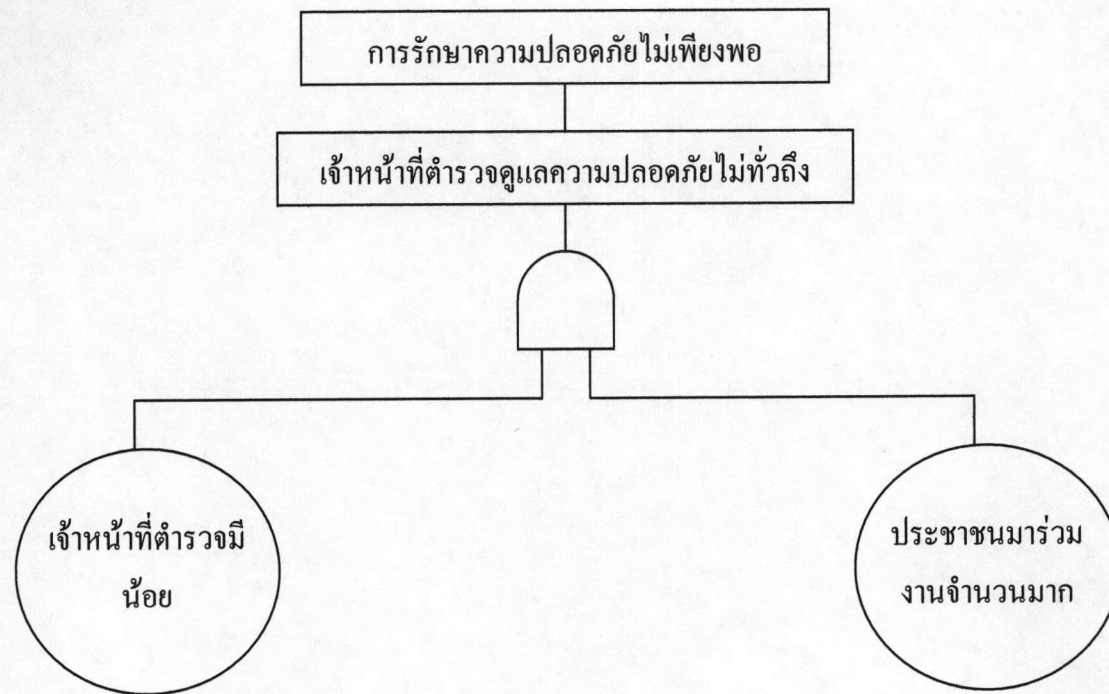 การรักษาความปลอดภัยไม่เพียงพอ
เจ้าหน้าที่ตำรวจดูแลความปลอดภัยไม่ทั่วถึง
เจ้าหน้าที่ตำรวจมี
น้อย
ประชาชนมาร่วม
งานจำนวนมาก